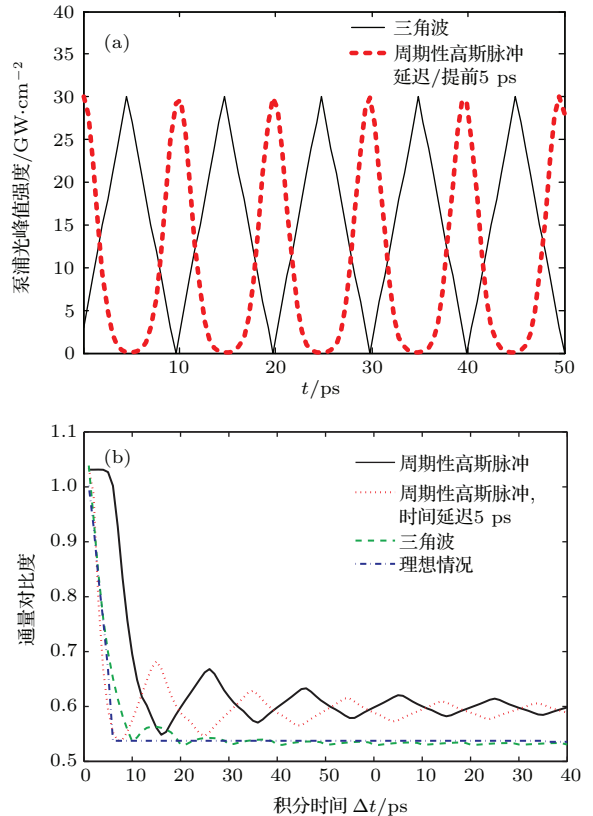 40
35
30
25
20
15
10
5
0
泵浦光峰值强度/GW·cm−2
(a)
三角波
周期性高斯脉冲
延迟/提前5 ps
10
20
30
40
50
t/ps
1.1
1.0
0.9
0.8
0.7
0.6
0.5
通量对比度
(b)
周期性高斯脉冲
周期性高斯脉冲,
时间延迟5 ps
三角波
理想情况
0
10
20
30
40
50
0
10
20
30
40
积分时间 Δt/ps